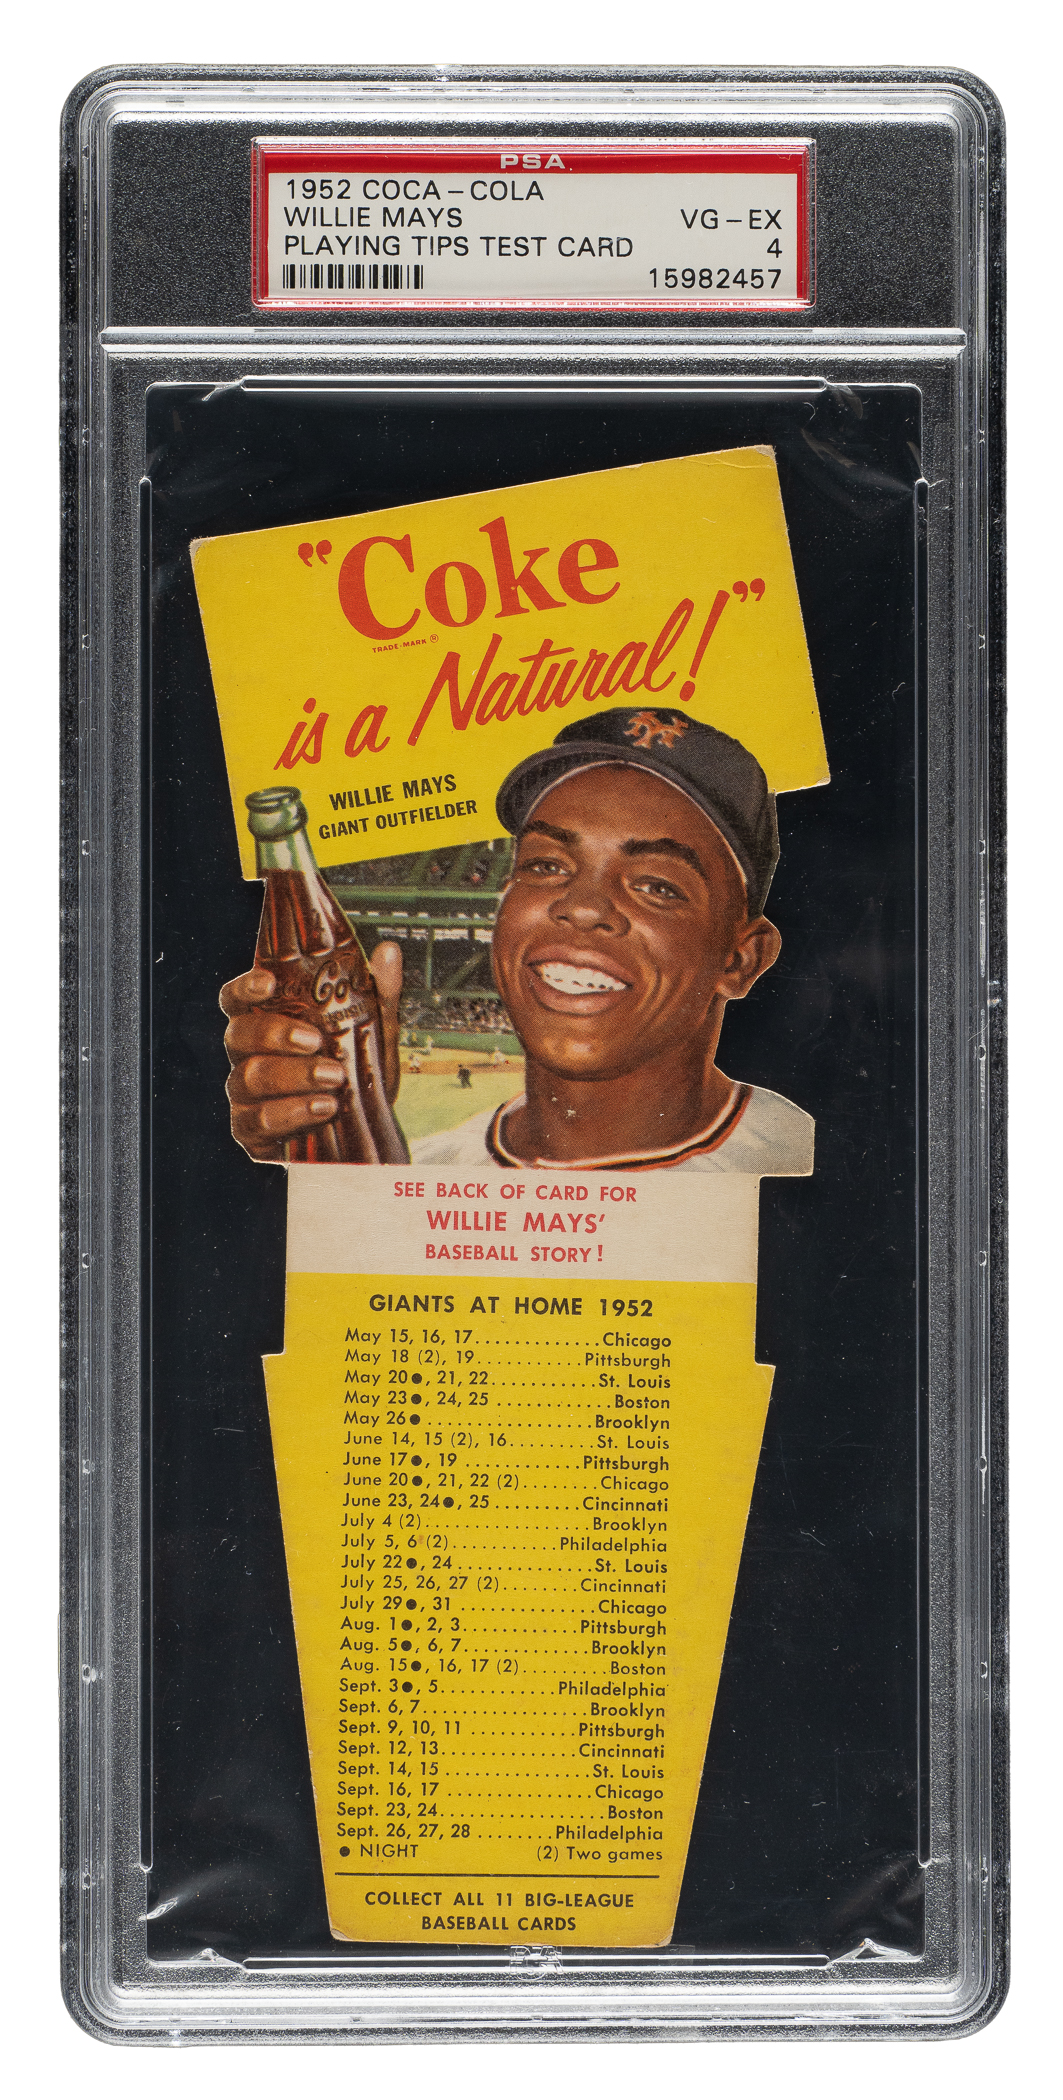 PSA
1952 COCA-COLA
WILLIE MAYS VG-EX
PLAYING TIPS TEST CARD 4
15982457
"Coke
TRADE-MARK ®
is a Natural!"
WILLIE MAYS
GIANT OUTFIELDER
Coca-Cola
SEE BACK OF CARD FOR
WILLIE MAYS'
BASEBALL STORY!
GIANTS AT HOME 1952
May 15, 16, 17.............Chicago
May 18 (2), 19...........Pittsburgh
May 20●, 21, 22...........St. Louis
May 23●, 24, 25 ...........Boston
May 26● .................Brooklyn
June 14, 15 (2), 16.........St. Louis
June 17●, 19 ............Pittsburgh
June 20●, 21, 22 (2)........Chicago
June 23, 24●, 25 .........Cincinnati
July 4 (2).................Brooklyn
July 5, 6 (2)...........Philadelphia
July 22●, 24 ..............St. Louis
July 25, 26, 27 (2)........Cincinnati
July 29●, 31 ..............Chicago
Aug. 1●, 2, 3............Pittsburgh
Aug. 5●, 6, 7.............Brooklyn
Aug. 15●, 16, 17 (2).........Boston
Sept. 3●, 5............Philadelphia
Sept. 6, 7.................Brooklyn
Sept. 9, 10, 11 ...........Pittsburgh
Sept. 12, 13..............Cincinnati
Sept. 14, 15 ...............St. Louis
Sept. 16, 17 ...............Chicago
Sept. 23, 24.................Boston
Sept. 26, 27, 28 ........Philadelphia
● NIGHT (2) Two games
COLLECT ALL 11 BIG-LEAGUE
BASEBALL CARDS
PSA